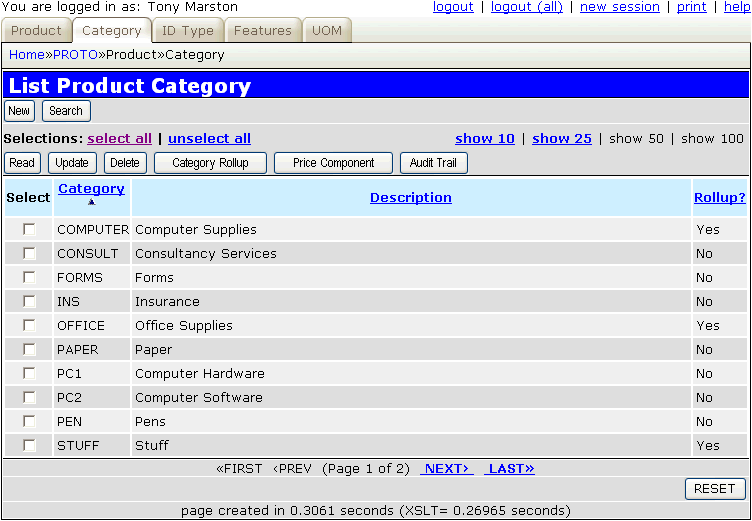 You are logged in as: Tony Marston logout | logout (all) | new session | print | help
Product Category ID Type Features UOM
Home»PROTO»Product»Category
List Product Category
New Search
Selections: select all | unselect all show 10 | show 25 | show 50 | show 100
Read Update Delete Category Rollup Price Component Audit Trail
Select Category Description Rollup?
COMPUTER Computer Supplies Yes
CONSULT Consultancy Services No
FORMS Forms No
INS Insurance No
OFFICE Office Supplies Yes
PAPER Paper No
PC1 Computer Hardware No
PC2 Computer Software No
PEN Pens No
STUFF Stuff Yes
«FIRST ‹PREV (Page 1 of 2) NEXT› LAST»
RESET
page created in 0.3061 seconds (XSLT= 0.26965 seconds)